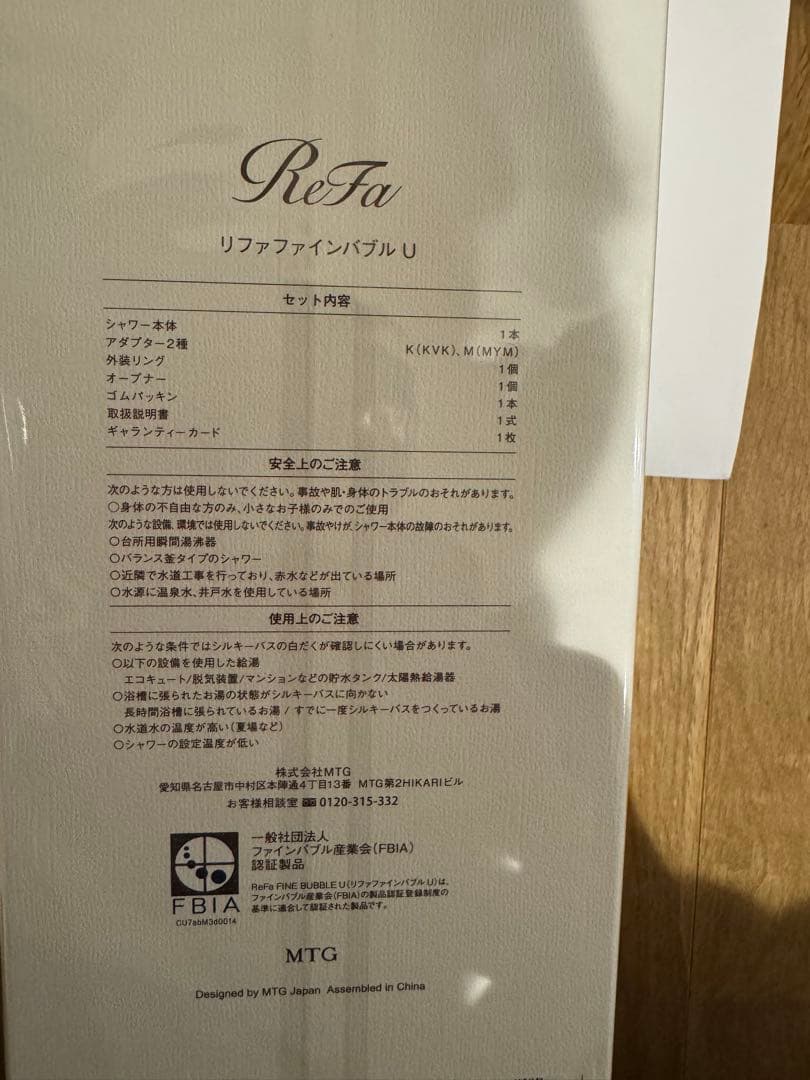 ReFa
リファファインバブル U
セット内容
シャワー本体 1本
アダプター2種 K(KVK)、M(MYM)
外装リング 1個
オープナー 1個
ゴムパッキン 1本
取扱説明書 1式
ギャランティーカード 1枚
安全上のご注意
次のような方は使用しないでください。事故や肌・身体のトラブルのおそれがあります。
○身体の不自由な方のみ、小さなお子様のみでのご使用
次のような設備、環境では使用しないでください。事故やけが、シャワー本体の故障のおそれがあります。
○台所用瞬間湯沸器
○バランス釜タイプのシャワー
○近隣で水道工事を行っており、赤水などが出ている場所
○水源に温泉水、井戸水を使用している場所
使用上のご注意
次のような条件ではシルキーバスの白だくが確認しにくい場合があります。
○以下の設備を使用した給湯
エコキュート/脱気装置/マンションなどの貯水タンク/太陽熱給湯器
○浴槽に張られたお湯の状態がシルキーバスに向かない
長時間浴槽に張られているお湯 / すでに一度シルキーバスをつくっているお湯
○水道水の温度が高い(夏場など)
○シャワーの設定温度が低い
株式会社MTG
愛知県名古屋市中村区本陣通4丁目13番 MTG第2HIKARIビル
お客様相談室 0120-315-332
一般社団法人
ファインバブル産業会(FBIA)
認証製品
ReFa FINE BUBBLE U(リファファインバブル U)は、
ファインバブル産業会(FBIA)の製品認証登録制度の
基準に適合して認証された製品です。
FBIA
CU7abM3d0014
MTG
Designed by MTG Japan Assembled in China